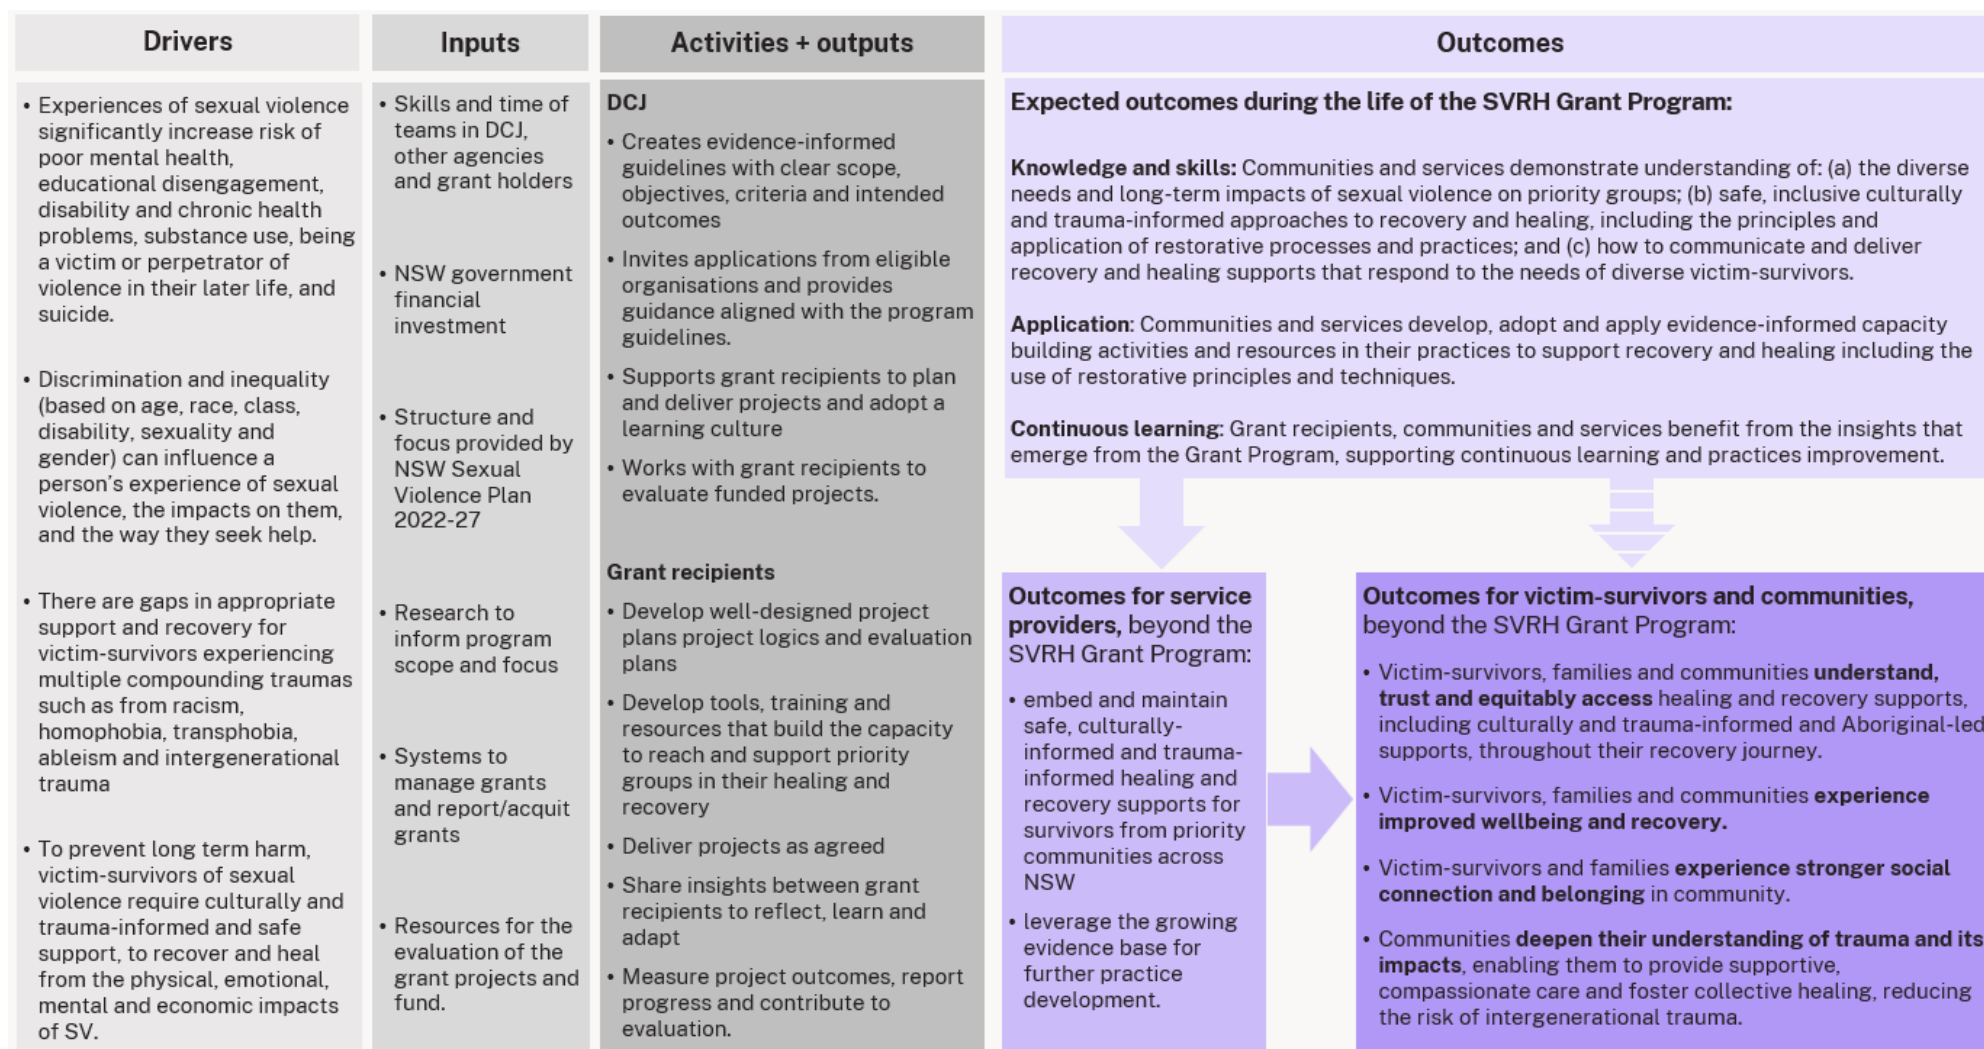 Drivers
• Experiences of sexual violence
significantly increase risk of
poor mental health,
educational disengagement,
disability and chronic health
problems, substance use, being
a victim or perpetrator of
violence in their later life, and
suicide.
• Discrimination and inequality
(based on age, race, class,
disability, sexuality and
gender) can influence a
person’s experience of sexual
violence, the impacts on them,
and the way they seek help.
• There are gaps in appropriate
support and recovery for
victim-survivors experiencing
multiple compounding traumas
such as from racism,
homophobia, transphobia,
ableism and intergenerational
trauma
• To prevent long term harm,
victim-survivors of sexual
violence require culturally and
trauma-informed and safe
support, to recover and heal
from the physical, emotional,
mental and economic impacts
of SV.
Inputs
• Skills and time of
teams in DCJ,
other agencies
and grant holders
• NSW government
financial
investment
• Structure and
focus provided by
NSW Sexual
Violence Plan
2022-27
• Research to
inform program
scope and focus
• Systems to
manage grants
and report/acquit
grants
• Resources for the
evaluation of the
grant projects and
fund.
Activities + outputs
DCJ
• Creates evidence-informed
guidelines with clear scope,
objectives, criteria and intended
outcomes
• Invites applications from eligible
organisations and provides
guidance aligned with the program
guidelines.
• Supports grant recipients to plan
and deliver projects and adopt a
learning culture
• Works with grant recipients to
evaluate funded projects.
Grant recipients
• Develop well-designed project
plans project logics and evaluation
plans
• Develop tools, training and
resources that build the capacity
to reach and support priority
groups in their healing and
recovery
• Deliver projects as agreed
• Share insights between grant
recipients to reflect, learn and
adapt
• Measure project outcomes, report
progress and contribute to
evaluation.
Outcomes
Expected outcomes during the life of the SVRH Grant Program:
Knowledge and skills: Communities and services demonstrate understanding of: (a) the diverse
needs and long-term impacts of sexual violence on priority groups; (b) safe, inclusive culturally
and trauma-informed approaches to recovery and healing, including the principles and
application of restorative processes and practices; and (c) how to communicate and deliver
recovery and healing supports that respond to the needs of diverse victim-survivors.
Application: Communities and services develop, adopt and apply evidence-informed capacity
building activities and resources in their practices to support recovery and healing including the
use of restorative principles and techniques.
Continuous learning: Grant recipients, communities and services benefit from the insights that
emerge from the Grant Program, supporting continuous learning and practices improvement.
Outcomes for service
providers, beyond the
SVRH Grant Program:
• embed and maintain
safe, culturally-
informed and trauma-
informed healing and
recovery supports for
survivors from priority
communities across
NSW
• leverage the growing
evidence base for
further practice
development.
Outcomes for victim-survivors and communities,
beyond the SVRH Grant Program:
• Victim-survivors, families and communities understand,
trust and equitably access healing and recovery supports,
including culturally and trauma-informed and Aboriginal-led
supports, throughout their recovery journey.
• Victim-survivors, families and communities experience
improved wellbeing and recovery.
• Victim-survivors and families experience stronger social
connection and belonging in community.
• Communities deepen their understanding of trauma and its
impacts, enabling them to provide supportive,
compassionate care and foster collective healing, reducing
the risk of intergenerational trauma.